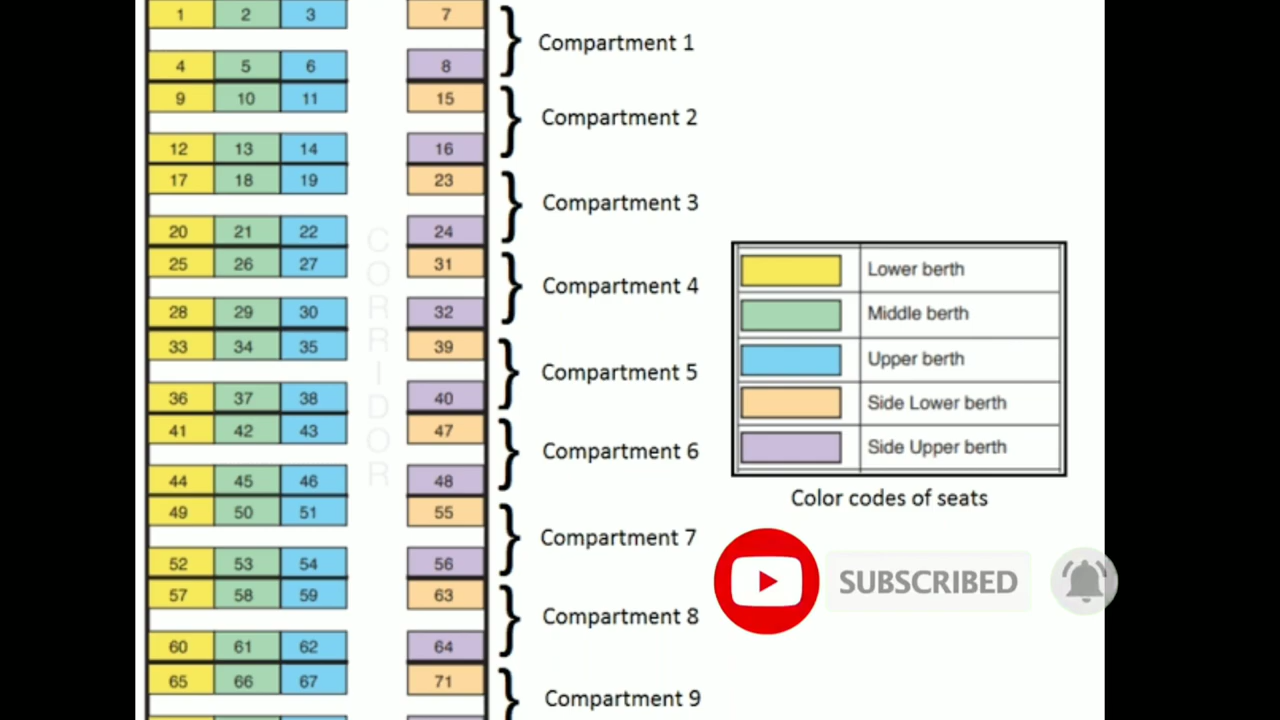 1 2 3 7
Compartment 1
4 5 6 8
9 10 11 15
Compartment 2
12 13 14 16
17 18 19 23
Compartment 3
20 21 22 24
25 26 27 31
Compartment 4
28 29 30 32
33 34 35 39
Compartment 5
36 37 38 40
41 42 43 47
Compartment 6
44 45 46 48
49 50 51 55
Compartment 7
52 53 54 56
57 58 59 63
Compartment 8
60 61 62 64
65 66 67 71
Compartment 9
CORRIDOR
Lower berth
Middle berth
Upper berth
Side Lower berth
Side Upper berth
Color codes of seats
SUBSCRIBED